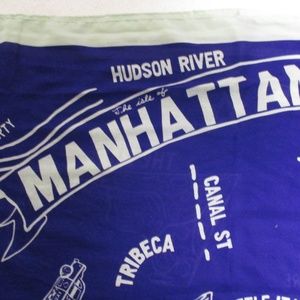 HUDSON RIVER
The isle of
MANHATTAN
CANAL ST
TRIBECA